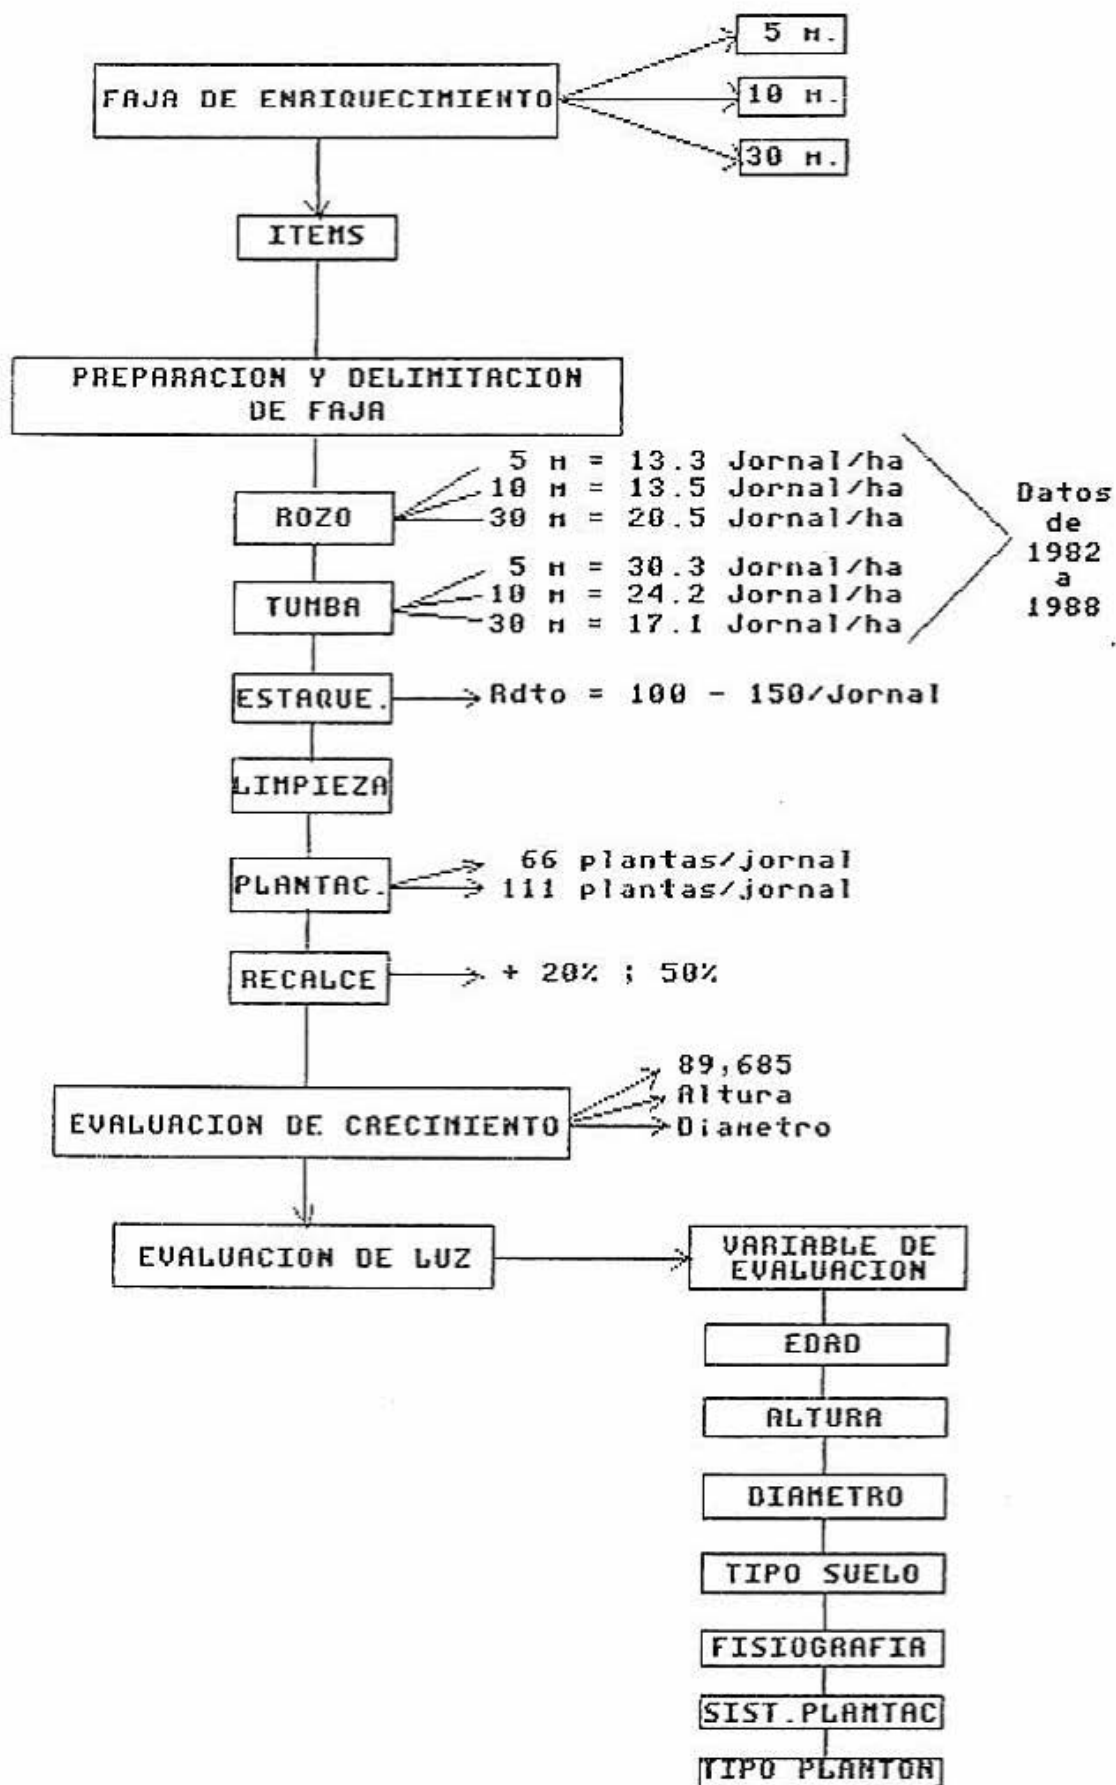 5 м.
FAJA DE ENRIQUECIMIENTO
10 м.
30 м.
ITEMS
PREPARACION Y DELIMITACION
DE FAJA
ROZO
5 м = 13.3 Jornal/ha
10 м = 13.5 Jornal/ha
30 м = 20.5 Jornal/ha
TUMBA
5 м = 30.3 Jornal/ha
10 м = 24.2 Jornal/ha
30 м = 17.1 Jornal/ha
Datos
de
1982
a
1988
ESTAQUE.
Rdto = 100 - 150/Jornal
LIMPIEZA
PLANTAC.
66 plantas/jornal
111 plantas/jornal
RECALCE
+ 20% ; 50%
EVALUACION DE CRECIMIENTO
89,685
Altura
Diametro
EVALUACION DE LUZ
VARIABLE DE
EVALUACION
EDAD
ALTURA
DIAMETRO
TIPO SUELO
FISIOGRAFIA
SIST.PLANTAC
TIPO PLANTON